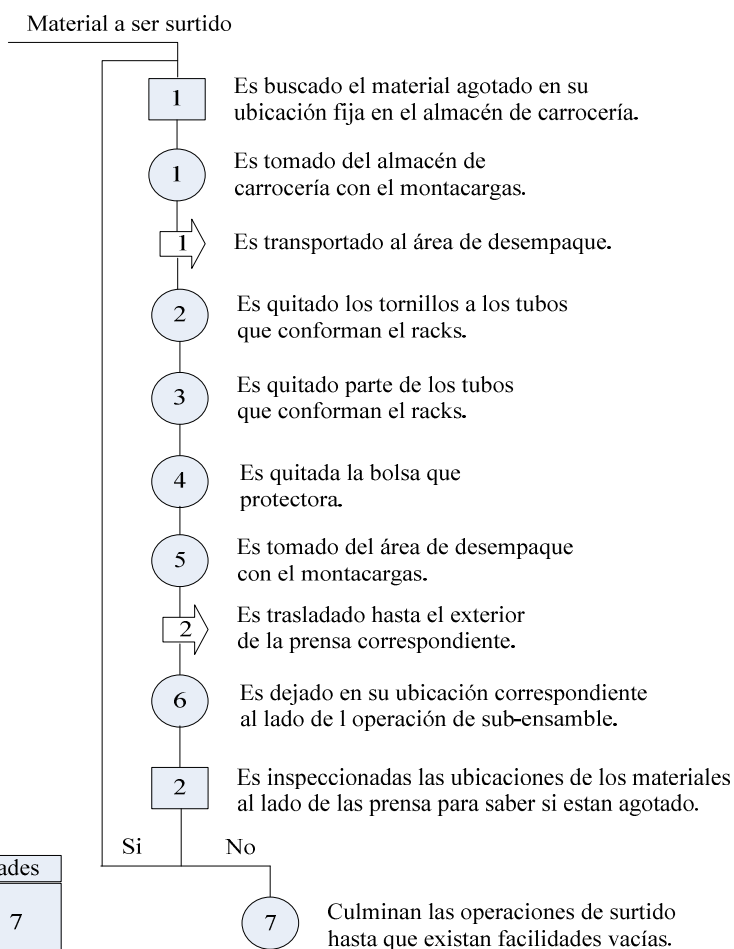 Material a ser surtido
1
Es buscado el material agotado en su
ubicación fija en el almacén de carrocería.
1
Es tomado del almacén de
carrocería con el montacargas.
1
Es transportado al área de desempaque.
2
Es quitado los tornillos a los tubos
que conforman el racks.
3
Es quitado parte de los tubos
que conforman el racks.
4
Es quitada la bolsa que
protectora.
5
Es tomado del área de desempaque
con el montacargas.
2
Es trasladado hasta el exterior
de la prensa correspondiente.
6
Es dejado en su ubicación correspondiente
al lado de l operación de sub-ensamble.
2
Es inspeccionadas las ubicaciones de los materiales
al lado de las prensa para saber si estan agotado.
Si No
ades
7
7
Culminan las operaciones de surtido
hasta que existan facilidades vacías.